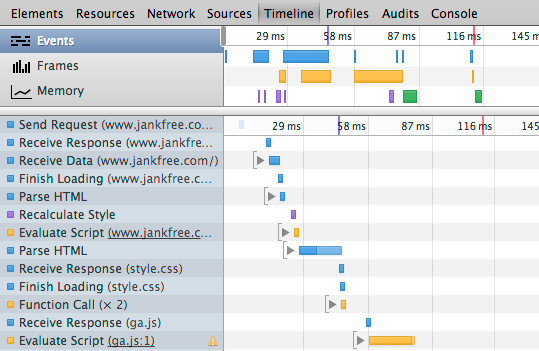 Elements Resources Network Sources Timeline Profiles Audits Console
Events 29 ms 58 ms 87 ms 116 ms 145 m
Frames
Memory
Send Request (www.jankfree.co… 29 ms 58 ms 87 ms 116 ms 145 m
Receive Response (www.jankfre…
Receive Data (www.jankfree.com/)
Finish Loading (www.jankfree.c…
Parse HTML
Recalculate Style
Evaluate Script (www.jankfree.c…
Parse HTML
Receive Response (style.css)
Finish Loading (style.css)
Function Call (× 2)
Receive Response (ga.js)
Evaluate Script (ga.js:1)